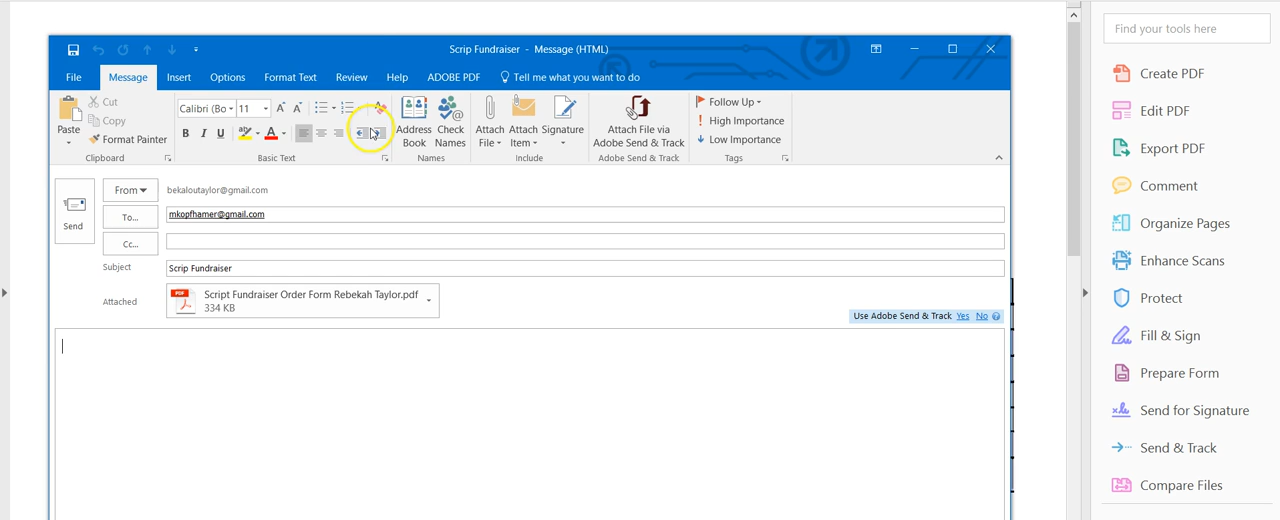 Scrip Fundraiser - Message (HTML)
File Message Insert Options Format Text Review Help ADOBE PDF Tell me what you want to do
Paste
Cut
Copy
Format Painter
Clipboard
Calibri (Bo 11
B I U A
Basic Text
Address Book
Check Names
Names
Attach File
Attach Item
Signature
Include
Attach File via
Adobe Send & Track
Adobe Send & Track
Follow Up
High Importance
Low Importance
Tags
Send
From bekaloutaylor@gmail.com
To... mkopfhamer@gmail.com
Cc...
Subject Scrip Fundraiser
Attached PDF Script Fundraiser Order Form Rebekah Taylor.pdf
334 KB
Use Adobe Send & Track Yes No
Find your tools here
Create PDF
Edit PDF
Export PDF
Comment
Organize Pages
Enhance Scans
Protect
Fill & Sign
Prepare Form
Send for Signature
Send & Track
Compare Files